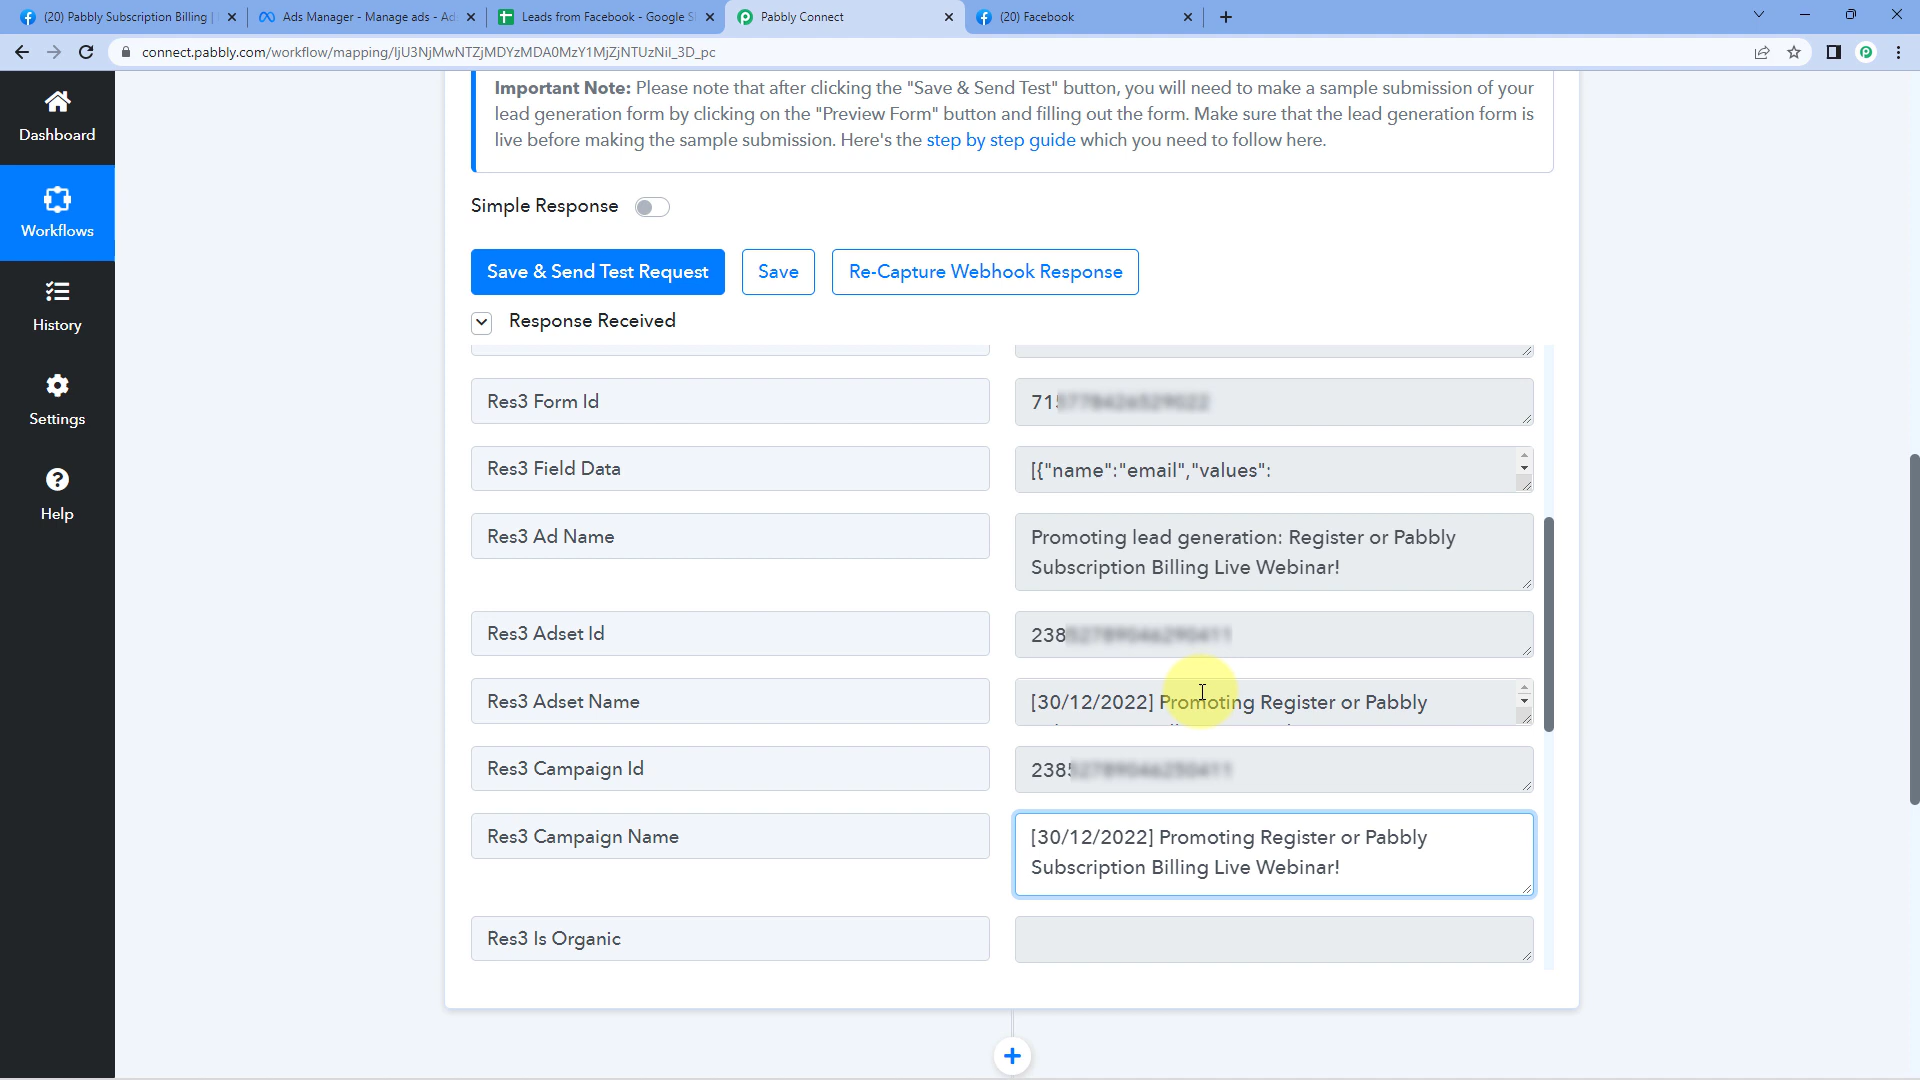 (20) Pabbly Subscription Billing |
Ads Manager - Manage ads - Ad
Leads from Facebook - Google S
Pabbly Connect
(20) Facebook
connect.pabbly.com/workflow/mapping/IjU3NjMwNTZjMDYzMDA0MzY1MjZjNTUzNiI_3D_pc
Dashboard
Workflows
History
Settings
Help
Important Note: Please note that after clicking the "Save & Send Test" button, you will need to make a sample submission of your
lead generation form by clicking on the "Preview Form" button and filling out the form. Make sure that the lead generation form is
live before making the sample submission. Here's the step by step guide which you need to follow here.
Simple Response
Save & Send Test Request
Save
Re-Capture Webhook Response
Response Received
Res3 Form Id
Res3 Field Data
[{"name":"email","values":
Res3 Ad Name
Promoting lead generation: Register or Pabbly
Subscription Billing Live Webinar!
Res3 Adset Id
238
Res3 Adset Name
[30/12/2022] Promoting Register or Pabbly
Res3 Campaign Id
238
Res3 Campaign Name
[30/12/2022] Promoting Register or Pabbly
Subscription Billing Live Webinar!
Res3 Is Organic